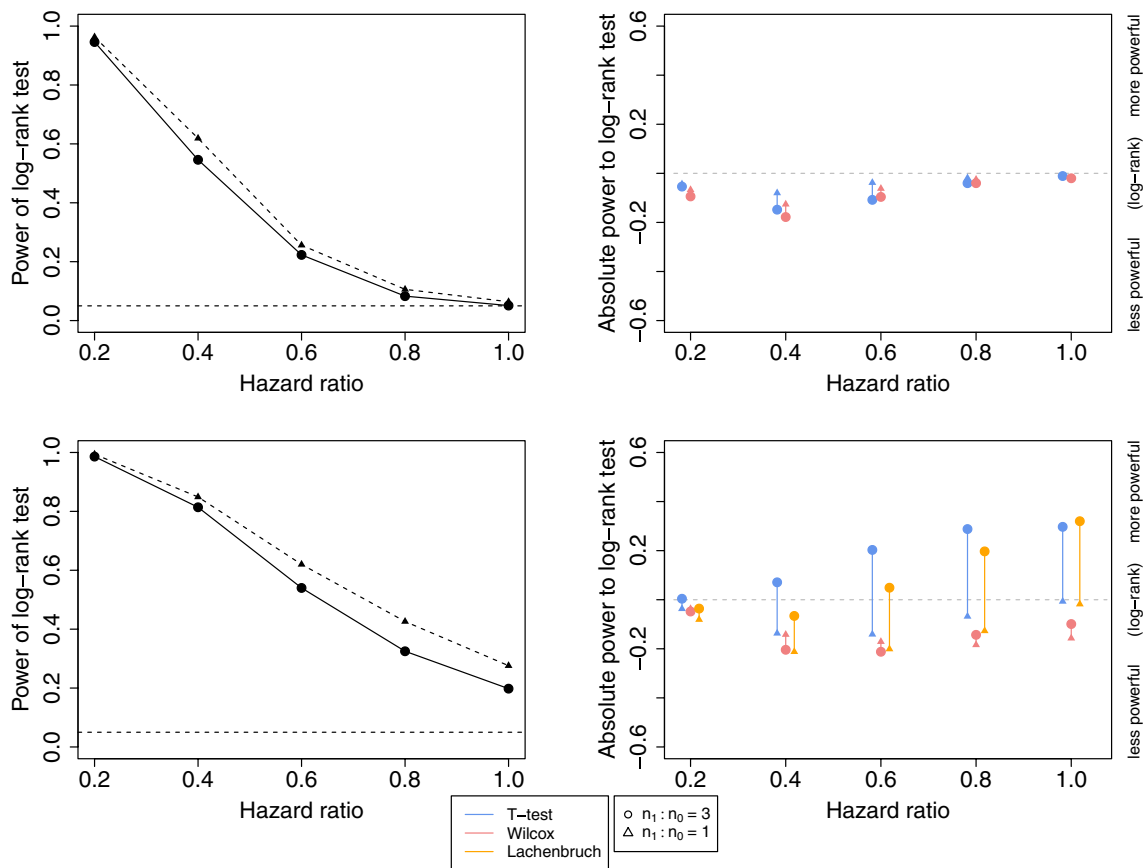 Power of log−rank test
0.0 0.2 0.4 0.6 0.8 1.0
0.2 0.4 0.6 0.8 1.0
Hazard ratio
Absolute power to log−rank test
−0.6 −0.2 0.2 0.6
0.2 0.4 0.6 0.8 1.0
Hazard ratio
less powerful (log−rank) more powerful
Power of log−rank test
0.0 0.2 0.4 0.6 0.8 1.0
0.2 0.4 0.6 0.8 1.0
Hazard ratio
Absolute power to log−rank test
−0.6 −0.2 0.2 0.6
0.2 0.4 0.6 0.8 1.0
Hazard ratio
less powerful (log−rank) more powerful
T−test
Wilcox
Lachenbruch
n₁ : n₀ = 3
n₁ : n₀ = 1